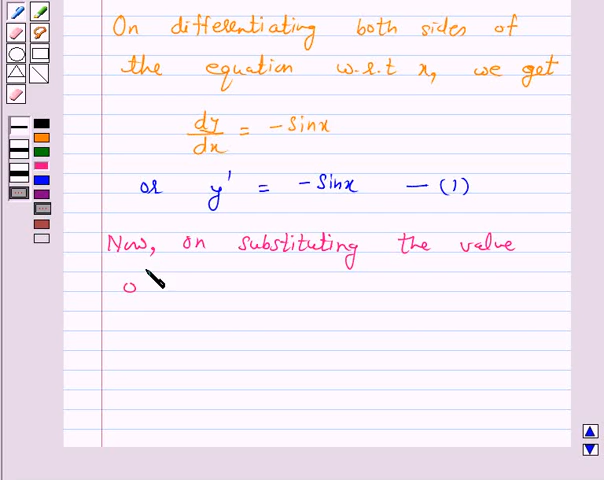 On differentiating both sides of
the equation w.r.t x, we get
dy/dx = -Sinx
or y' = -Sinx — (1)
Now, on substituting the value
o